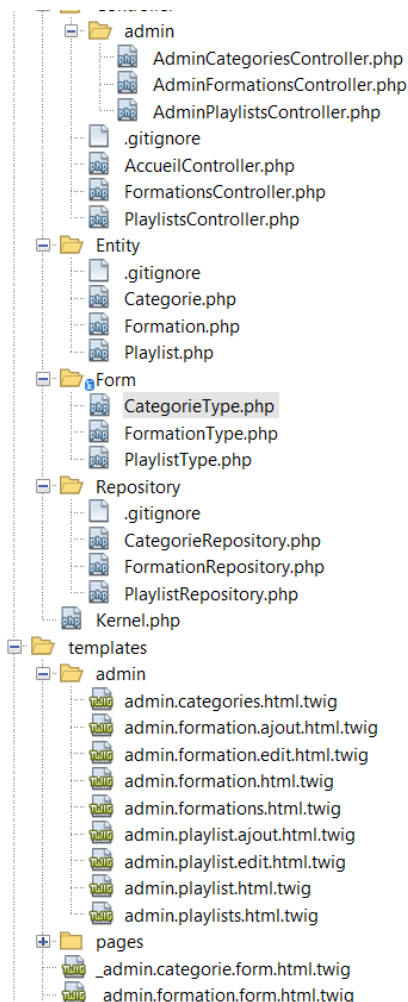 admin
AdminCategoriesController.php
AdminFormationsController.php
AdminPlaylistsController.php
.gitignore
AccueilController.php
FormationsController.php
PlaylistsController.php
Entity
.gitignore
Categorie.php
Formation.php
Playlist.php
Form
CategorieType.php
FormationType.php
PlaylistType.php
Repository
.gitignore
CategorieRepository.php
FormationRepository.php
PlaylistRepository.php
Kernel.php
templates
admin
admin.categories.html.twig
admin.formation.ajout.html.twig
admin.formation.edit.html.twig
admin.formation.html.twig
admin.formations.html.twig
admin.playlist.ajout.html.twig
admin.playlist.edit.html.twig
admin.playlist.html.twig
admin.playlists.html.twig
pages
_admin.categorie.form.html.twig
_admin.formation.form.html.twig